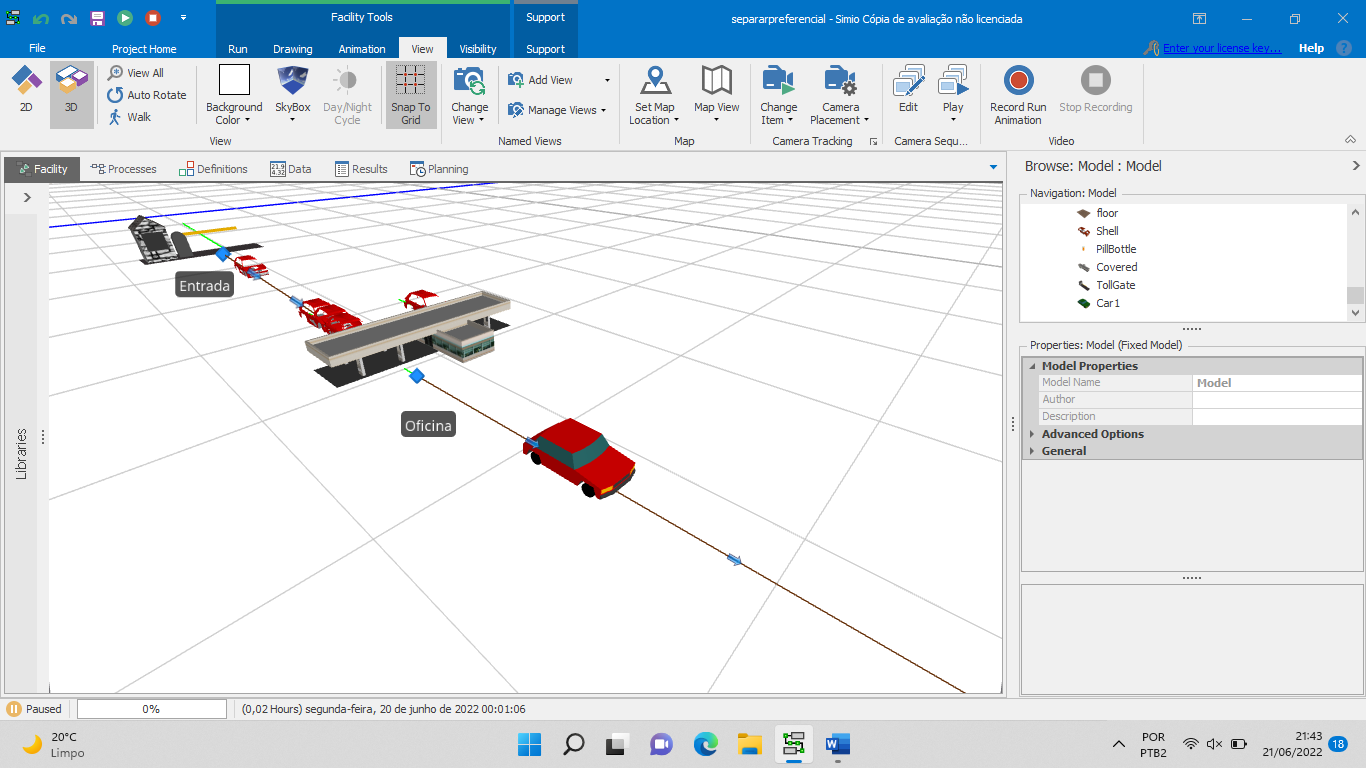 Facility Tools
Support
separarpreferencial - Simio Cópia de avaliação não licenciada
File
Project Home
Run
Drawing
Animation
View
Visibility
Support
Enter your license key...
Help
2D
3D
View All
Auto Rotate
Walk
Background
Color
SkyBox
Day/Night
Cycle
Snap To
Grid
View
Change
View
Add View
Manage Views
Named Views
Set Map
Location
Map View
Map
Change
Item
Camera
Placement
Camera Tracking
Edit
Play
Camera Sequ...
Record Run
Animation
Stop Recording
Video
Facility
Processes
Definitions
21.9
4.32
Data
Results
Planning
Libraries
Entrada
Oficina
Browse: Model : Model
Navigation: Model
floor
Shell
PillBottle
Covered
TollGate
Car1
Properties: Model (Fixed Model)
Model Properties
Model Name
Model
Author
Description
Advanced Options
General
Paused
0%
(0,02 Hours) segunda-feira, 20 de junho de 2022 00:01:06
20°C
Limpo
POR
PTB2
21:43
21/06/2022
18